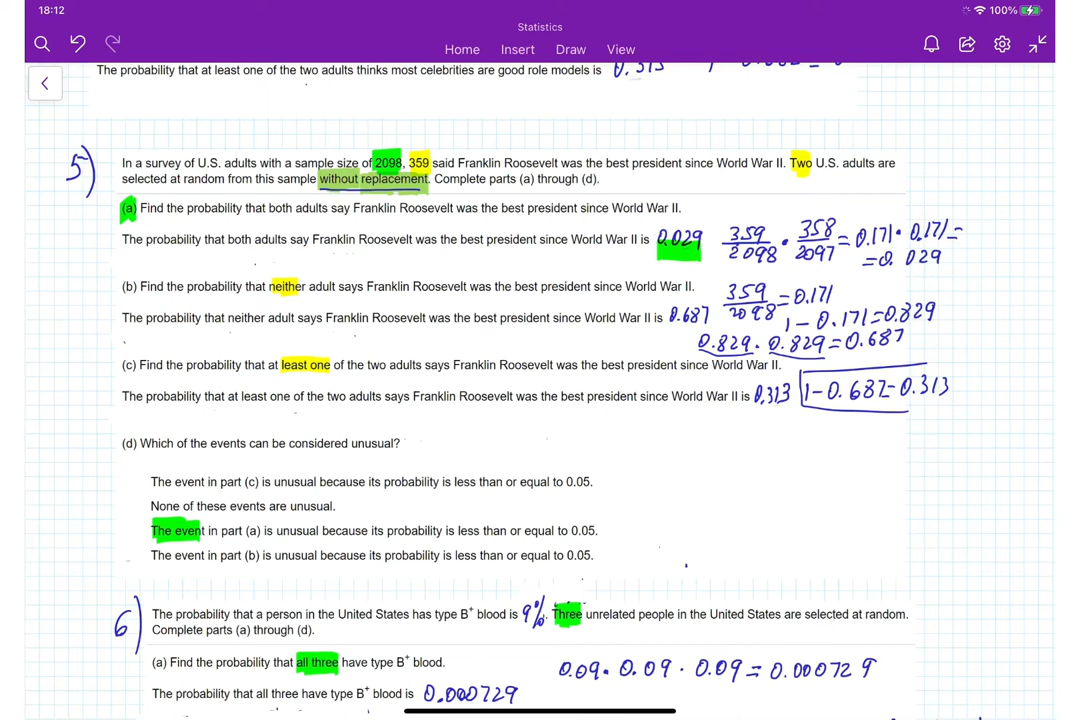 18:12
100%
Statistics
Home Insert Draw View
The probability that at least one of the two adults thinks most celebrities are good role models is 0.313
5)
In a survey of U.S. adults with a sample size of 2098, 359 said Franklin Roosevelt was the best president since World War II. Two U.S. adults are
selected at random from this sample without replacement. Complete parts (a) through (d).
(a) Find the probability that both adults say Franklin Roosevelt was the best president since World War II.
The probability that both adults say Franklin Roosevelt was the best president since World War II is 0.029 359/2098 · 358/2097 = 0.171 · 0.171 =
= 0.029
(b) Find the probability that neither adult says Franklin Roosevelt was the best president since World War II.
359/2098 = 0.171
The probability that neither adult says Franklin Roosevelt was the best president since World War II is 0.687
1 - 0.171 = 0.829
0.829 · 0.829 = 0.687
(c) Find the probability that at least one of the two adults says Franklin Roosevelt was the best president since World War II.
The probability that at least one of the two adults says Franklin Roosevelt was the best president since World War II is 0.313 1 - 0.687 = 0.313
(d) Which of the events can be considered unusual?
The event in part (c) is unusual because its probability is less than or equal to 0.05.
None of these events are unusual.
The event in part (a) is unusual because its probability is less than or equal to 0.05.
The event in part (b) is unusual because its probability is less than or equal to 0.05.
6)
The probability that a person in the United States has type B+ blood is 9%. Three unrelated people in the United States are selected at random.
Complete parts (a) through (d).
(a) Find the probability that all three have type B+ blood.
0.09 · 0.09 · 0.09 = 0.000729
The probability that all three have type B+ blood is 0.000729